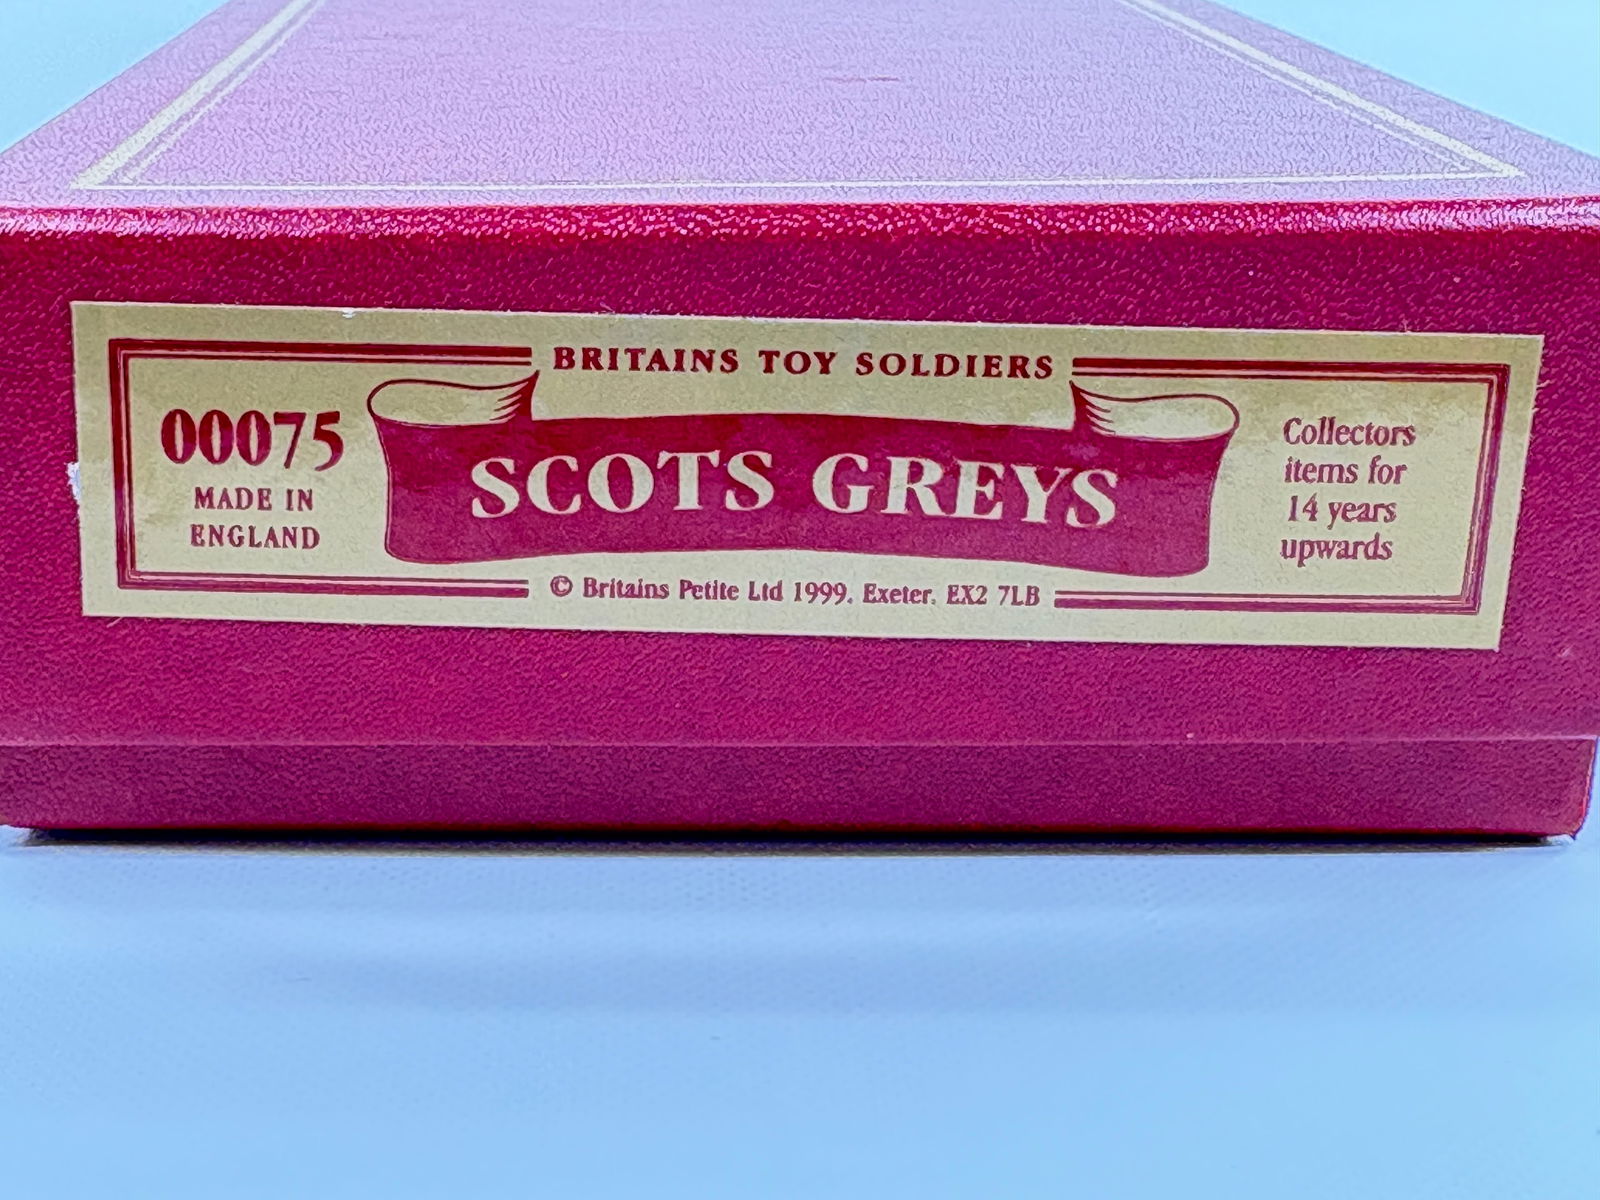 BRITAINS TOY SOLDIERS
00075
MADE IN
ENGLAND
SCOTS GREYS
Collectors
items for
14 years
upwards
© Britains Petite Ltd 1999. Exeter, EX2 7LB